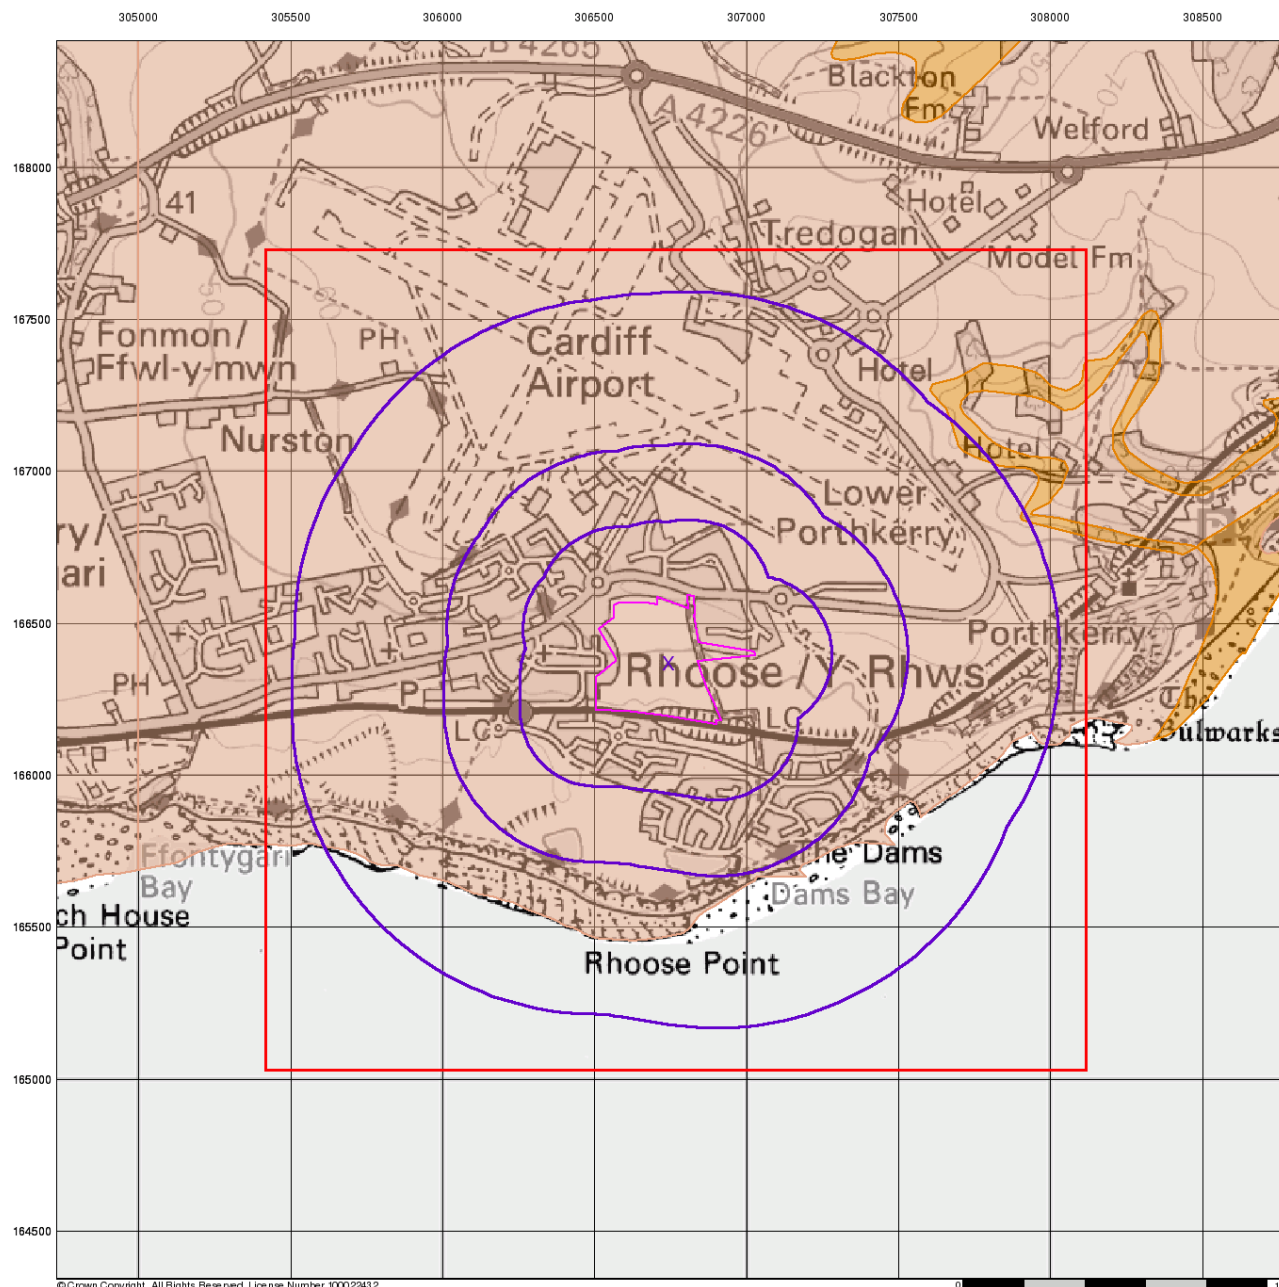 305000 305500 306000 306500 307000 307500 308000 308500
B 4265
Blackton
Fm
A 4226
Welford
168000
41
Hotel
Tredogan
Model Fm
167500
Fonmon/
Ffwl-y-mwn
PH
Cardiff
Airport
Hotel
Nurston
Hotel
167000
Lower
Porthkerry
PC
ry/
ari
166500
Porthkerry
Rhoose / Y Rhws
PH
P
LC
LC
The
Bulwarks
166000
Ffontygari
Bay
The Dams
Dams Bay
ch House
Point
165500
Rhoose Point
165000
164500
© Crown Copyright. All Rights Reserved. License Number 100022432
0
1